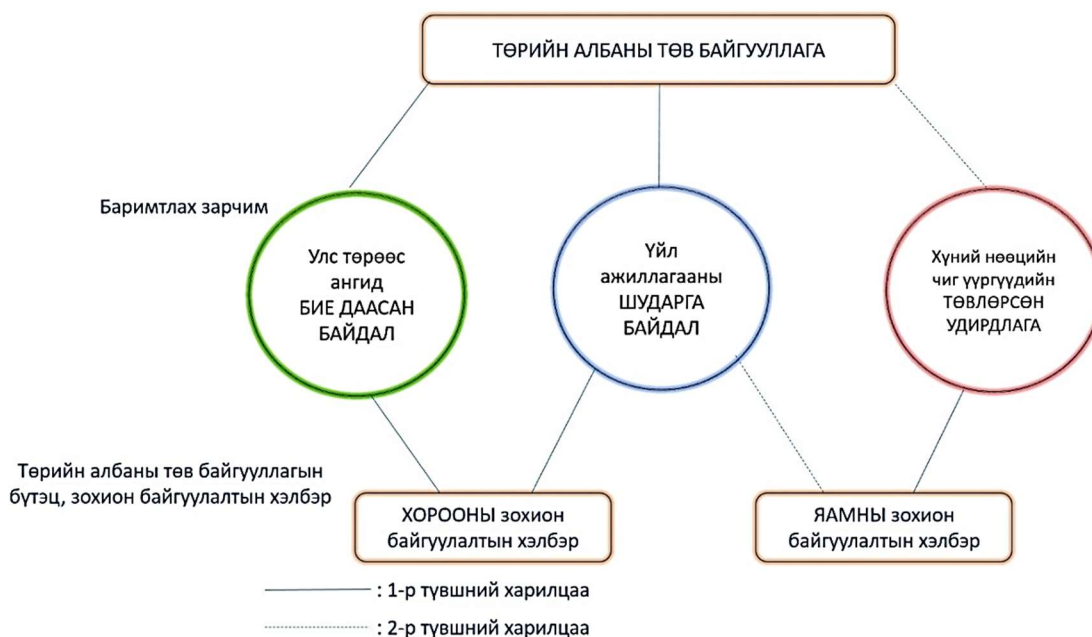 ТӨРИЙН АЛБАНЫ ТӨВ БАЙГУУЛЛАГА
Баримтлах зарчим
Улс төрөөс
ангид
БИЕ ДААСАН
БАЙДАЛ
Үйл
ажиллагааны
ШУДАРГА
БАЙДАЛ
Хүний нөөцийн
чиг үүргүүдийн
ТӨВЛӨРСӨН
УДИРДЛАГА
Төрийн албаны төв байгууллагын
бүтэц, зохион байгуулалтын хэлбэр
ХОРООНЫ зохион
байгуулалтын хэлбэр
ЯАМНЫ зохион
байгуулалтын хэлбэр
: 1-р түвшний харилцаа
: 2-р түвшний харилцаа